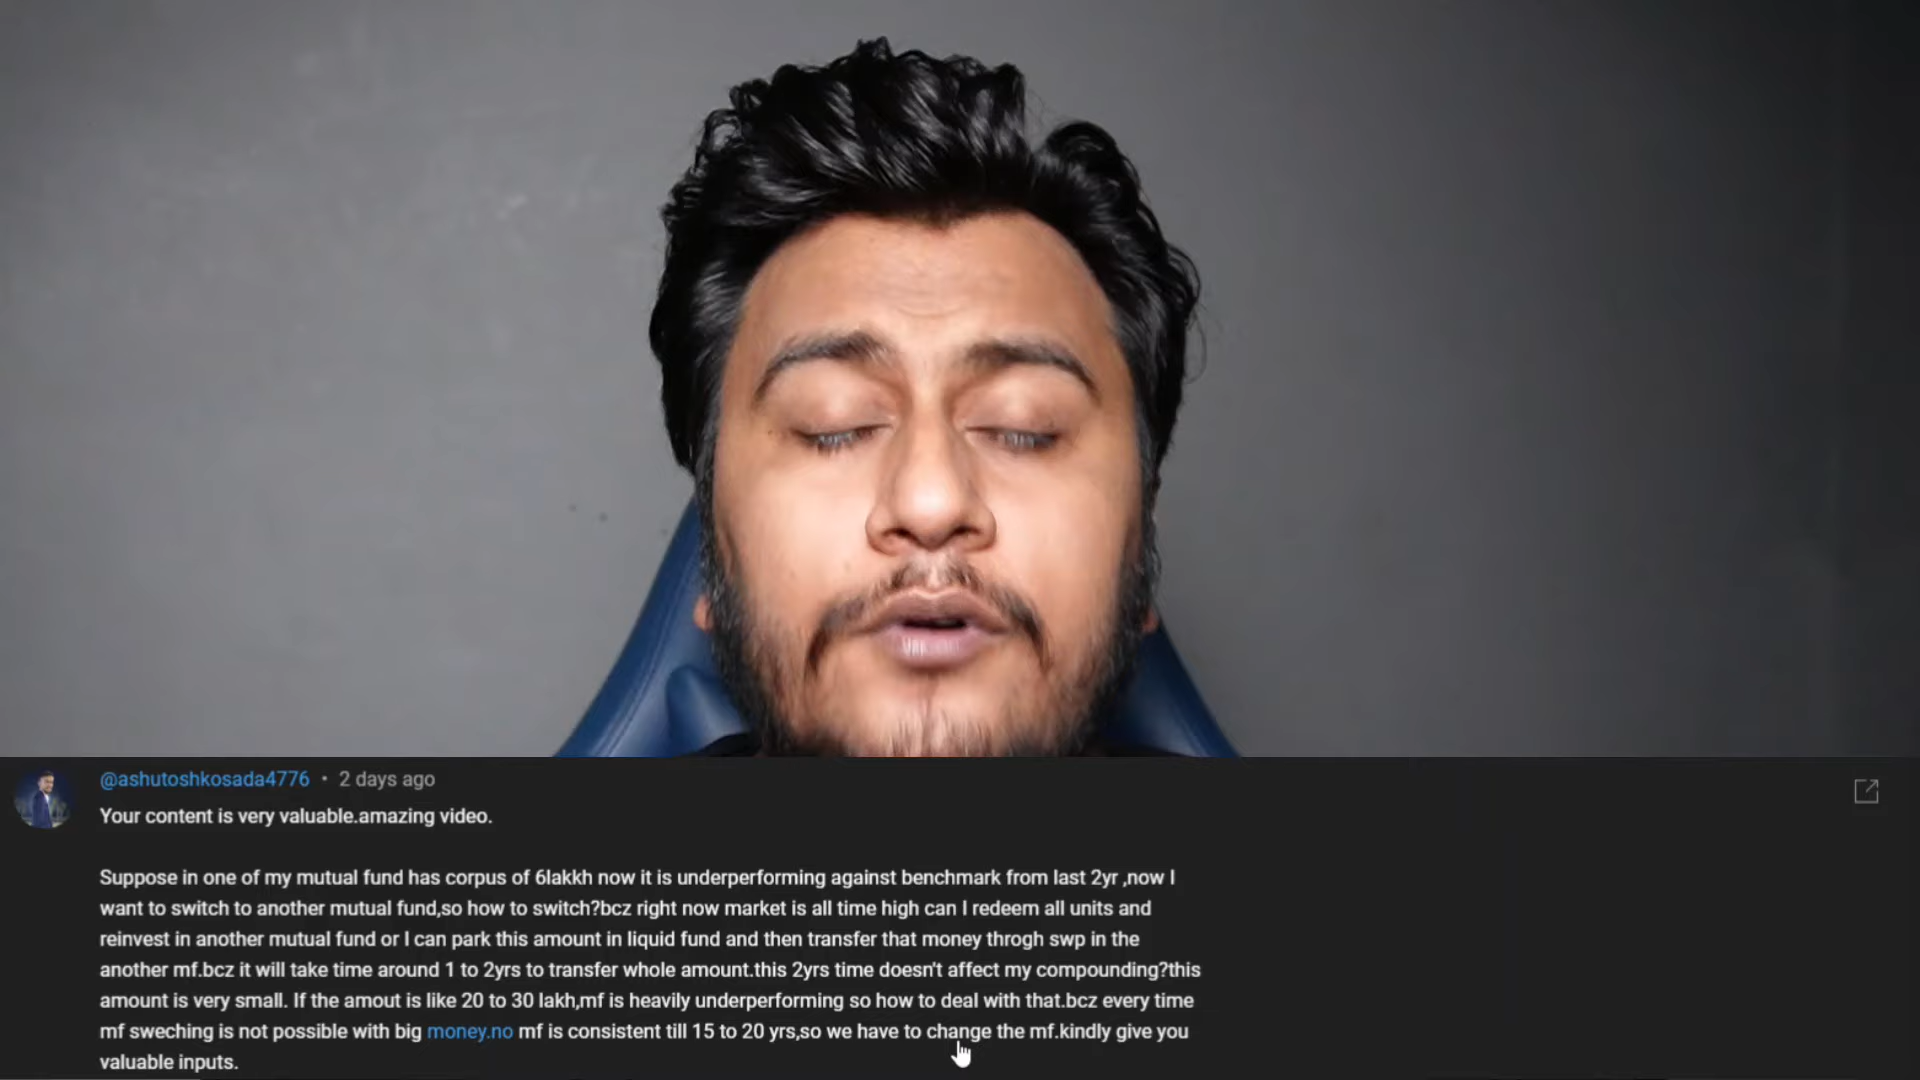 @ashutoshkosada4776 • 2 days ago
Your content is very valuable.amazing video.
Suppose in one of my mutual fund has corpus of 6lakkh now it is underperforming against benchmark from last 2yr ,now I
want to switch to another mutual fund,so how to switch?bcz right now market is all time high can I redeem all units and
reinvest in another mutual fund or I can park this amount in liquid fund and then transfer that money throgh swp in the
another mf.bcz it will take time around 1 to 2yrs to transfer whole amount.this 2yrs time doesn't affect my compounding?this
amount is very small. If the amout is like 20 to 30 lakh,mf is heavily underperforming so how to deal with that.bcz every time
mf sweching is not possible with big money.no mf is consistent till 15 to 20 yrs,so we have to change the mf.kindly give you
valuable inputs.